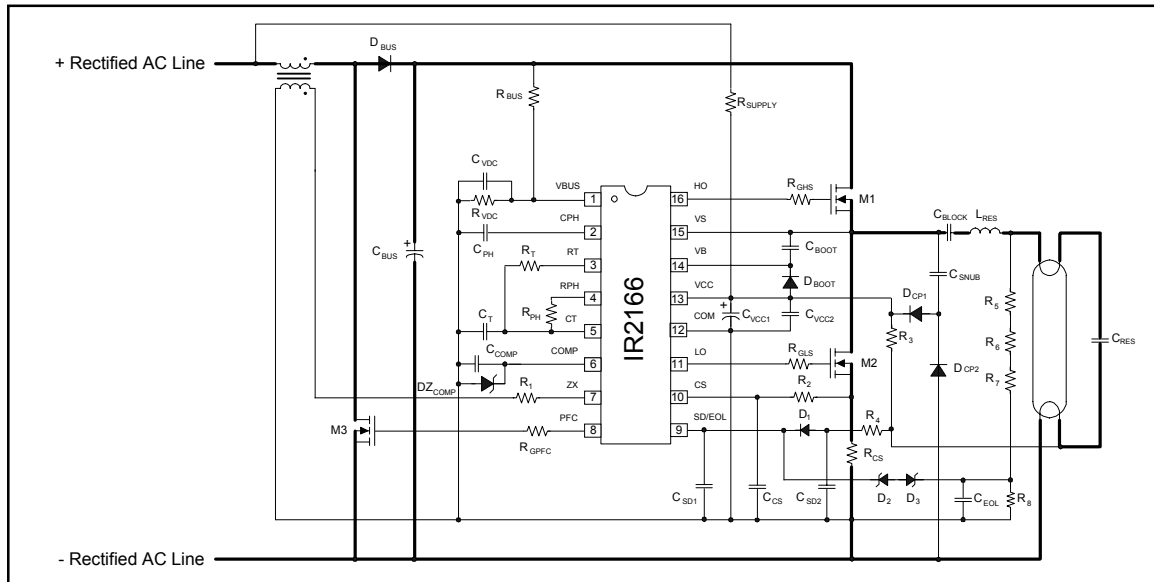 D BUS
+ Rectified AC Line
R BUS
R SUPPLY
C VDC
VBUS
1
16
HO
R GHS
M1
R VDC
CPH
2
15
VS
C BLOCK
L RES
C PH
C BOOT
C BUS
+
R T
RT
3
14
VB
C SNUB
D BOOT
RPH
4
13
VCC
D CP1
R 5
R PH
IR2166
+
C VCC1
C VCC2
R 3
C T
CT
5
12
COM
R 6
C RES
C COMP
COMP
6
11
LO
R GLS
M2
D CP2
R 7
DZ COMP
R 1
ZX
7
10
CS
R 2
M3
PFC
8
9
SD/EOL
D 1
R 4
R GPFC
R CS
C SD1
C CS
C SD2
D 2
D 3
C EOL
R 8
- Rectified AC Line